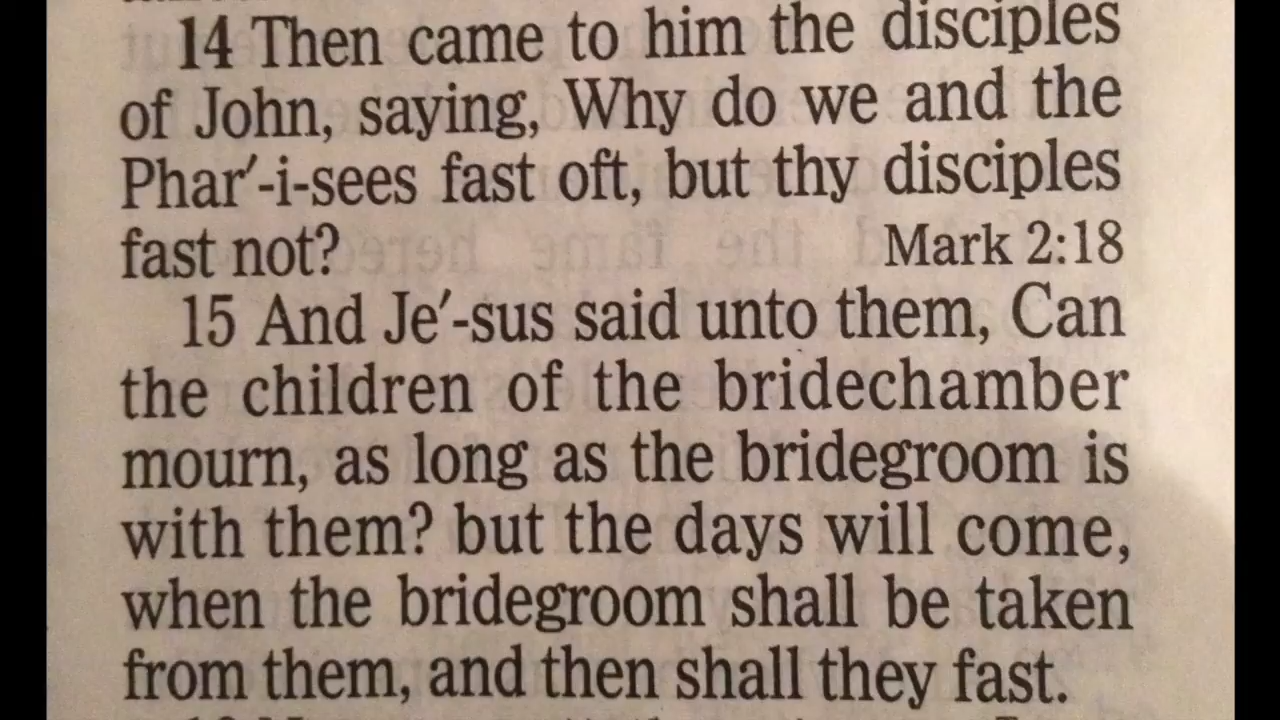 14 Then came to him the disciples
of John, saying, Why do we and the
Phar′-i-sees fast oft, but thy disciples
fast not? Mark 2:18
15 And Je′-sus said unto them, Can
the children of the bridechamber
mourn, as long as the bridegroom is
with them? but the days will come,
when the bridegroom shall be taken
from them, and then shall they fast.